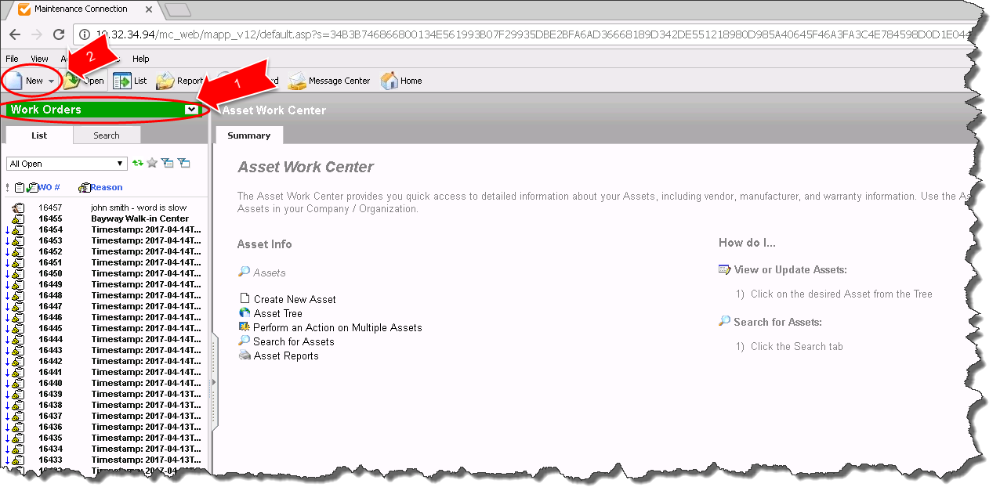 Maintenance Connection
.32.34.94/mc_web/mapp_v12/default.asp?s=34B3B746866800134E561993B07F29935DBE2BFA6AD36668189D342DE551218980D985A40645F46A3FA3C4E784598D0D1E044
File View Help
2
New Open List Report Message Center Home
1
Work Orders
Asset Work Center
List Search
Summary
All Open
Asset Work Center
! WO # Reason
The Asset Work Center provides you quick access to detailed information about your Assets, including vendor, manufacturer, and warranty information. Use the As
Assets in your Company / Organization.
16457 john smith - word is slow
16455 Bayway Walk-in Center
16454 Timestamp: 2017-04-14T...
16453 Timestamp: 2017-04-14T...
16452 Timestamp: 2017-04-14T...
16451 Timestamp: 2017-04-14T...
16450 Timestamp: 2017-04-14T...
16449 Timestamp: 2017-04-14T...
16448 Timestamp: 2017-04-14T...
16447 Timestamp: 2017-04-14T...
16446 Timestamp: 2017-04-14T...
16445 Timestamp: 2017-04-14T...
16444 Timestamp: 2017-04-14T...
16443 Timestamp: 2017-04-14T...
16442 Timestamp: 2017-04-14T...
16441 Timestamp: 2017-04-14T...
16440 Timestamp: 2017-04-14T...
16439 Timestamp: 2017-04-13T...
16438 Timestamp: 2017-04-13T...
16437 Timestamp: 2017-04-13T...
16436 Timestamp: 2017-04-13T...
16435 Timestamp: 2017-04-13T...
16434 Timestamp: 2017-04-13T...
16433 Timestamp: 2017-04-13T...
Asset Info
Assets
Create New Asset
Asset Tree
Perform an Action on Multiple Assets
Search for Assets
Asset Reports
How do I...
View or Update Assets:
1) Click on the desired Asset from the Tree
Search for Assets:
1) Click the Search tab